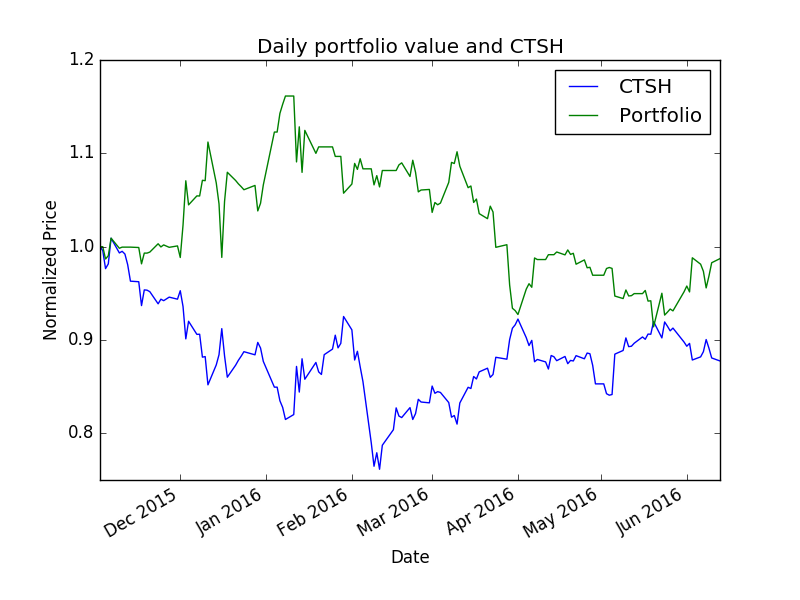 Daily portfolio value and CTSH
CTSH
Portfolio
1.2
1.1
1.0
0.9
0.8
Normalized Price
Dec 2015
Jan 2016
Feb 2016
Mar 2016
Apr 2016
May 2016
Jun 2016
Date